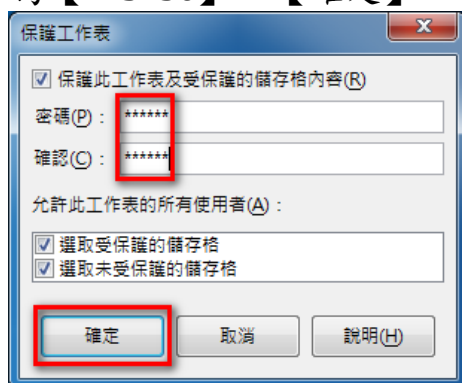 保護工作表
保護此工作表及受保護的儲存格內容(R)
密碼(P)： ******
確認(C)： ******
允許此工作表的所有使用者(A)：
選取受保護的儲存格
選取未受保護的儲存格
確定 取消 說明(H)